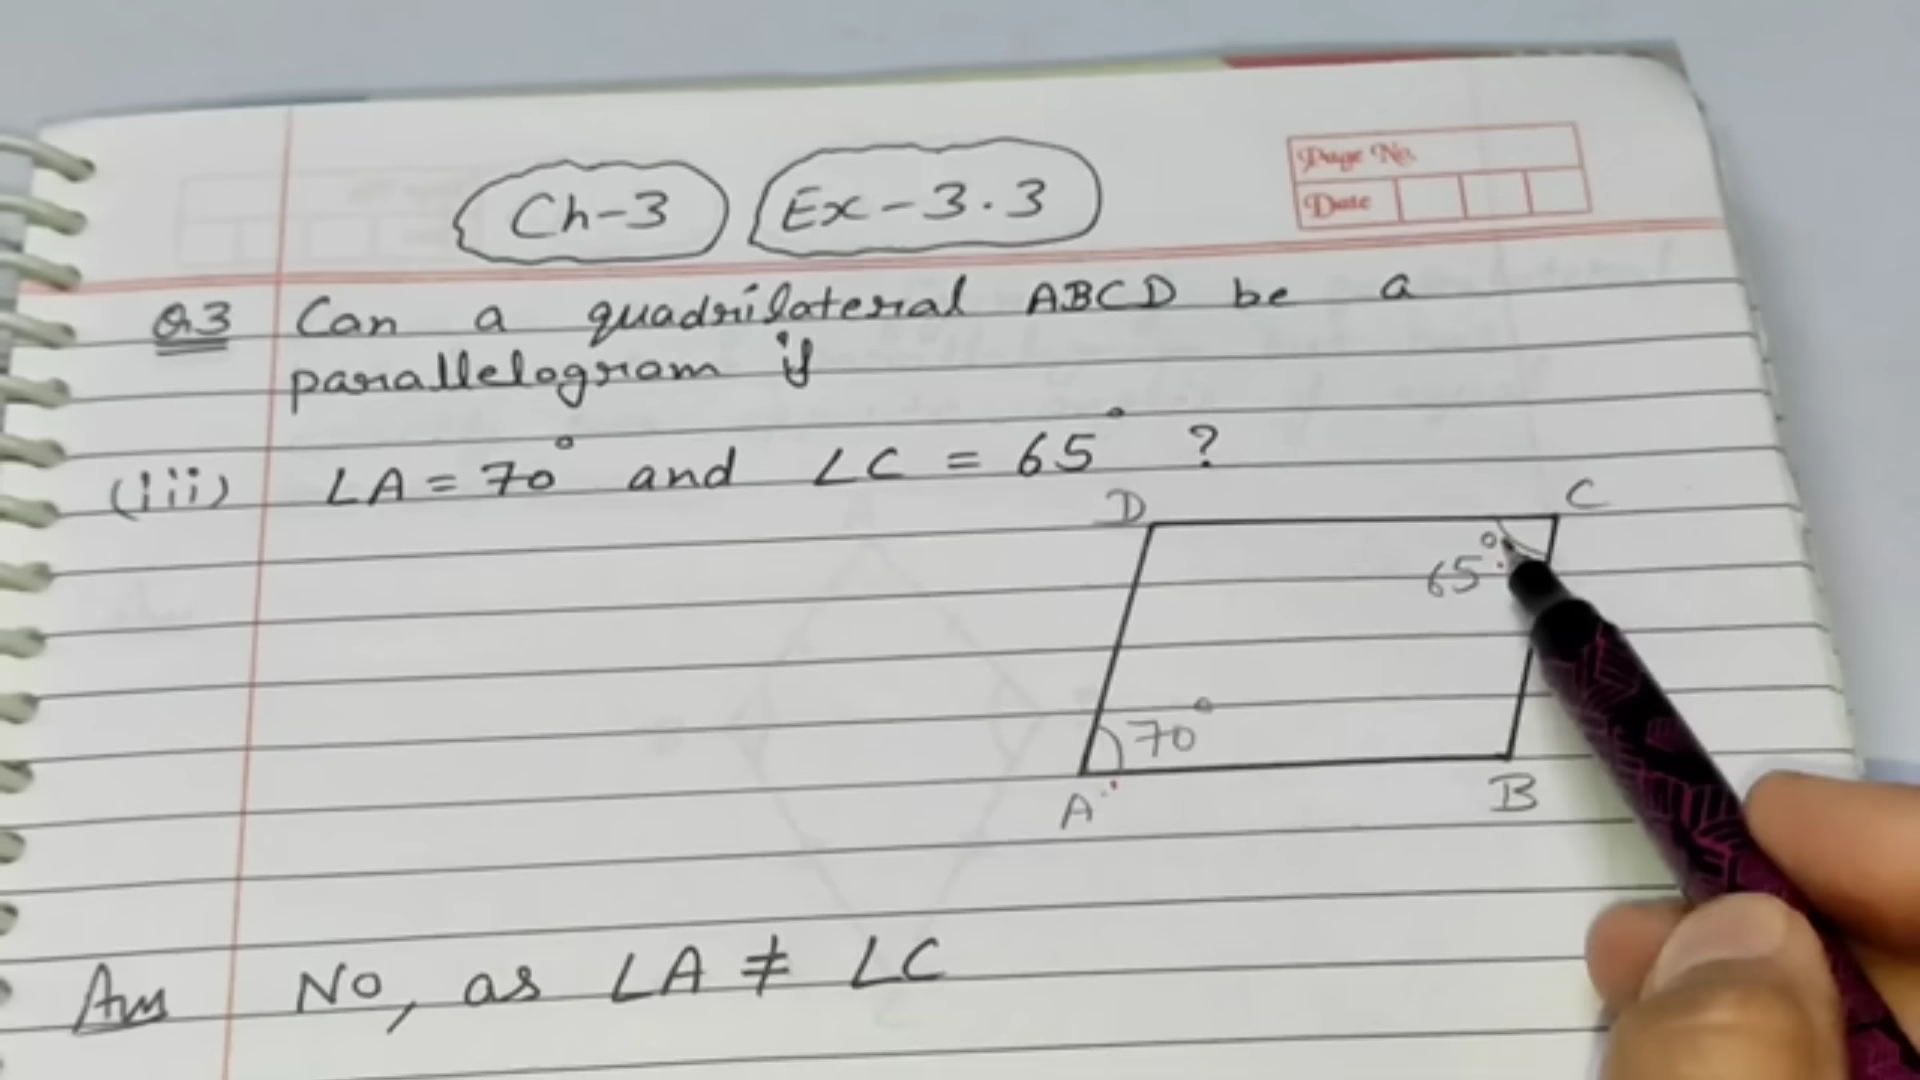 Ch-3 Ex-3.3
Page No.
Date
Q3 Can a quadrilateral ABCD be a
parallelogram if
(iii) ∠A = 70° and ∠C = 65° ?
D C
65°
70°
A B
Ans No, as ∠A ≠ ∠C